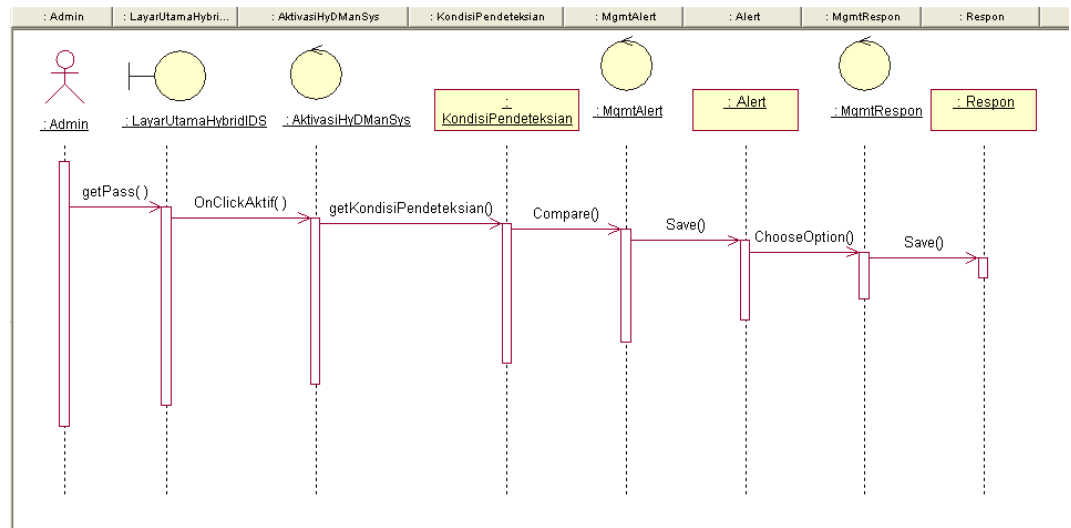 : Admin
: LayarUtamaHybri...
: AktivasiHyDManSys
: KondisiPendeteksian
: MgmtAlert
: Alert
: MgmtRespon
: Respon
: Admin
: LayarUtamaHybridIDS
: AktivasiHyDManSys
:
KondisiPendeteksian
: MgmtAlert
: Alert
: MgmtRespon
: Respon
getPass( )
OnClickAktif( )
getKondisiPendeteksian()
Compare()
Save()
ChooseOption()
Save()